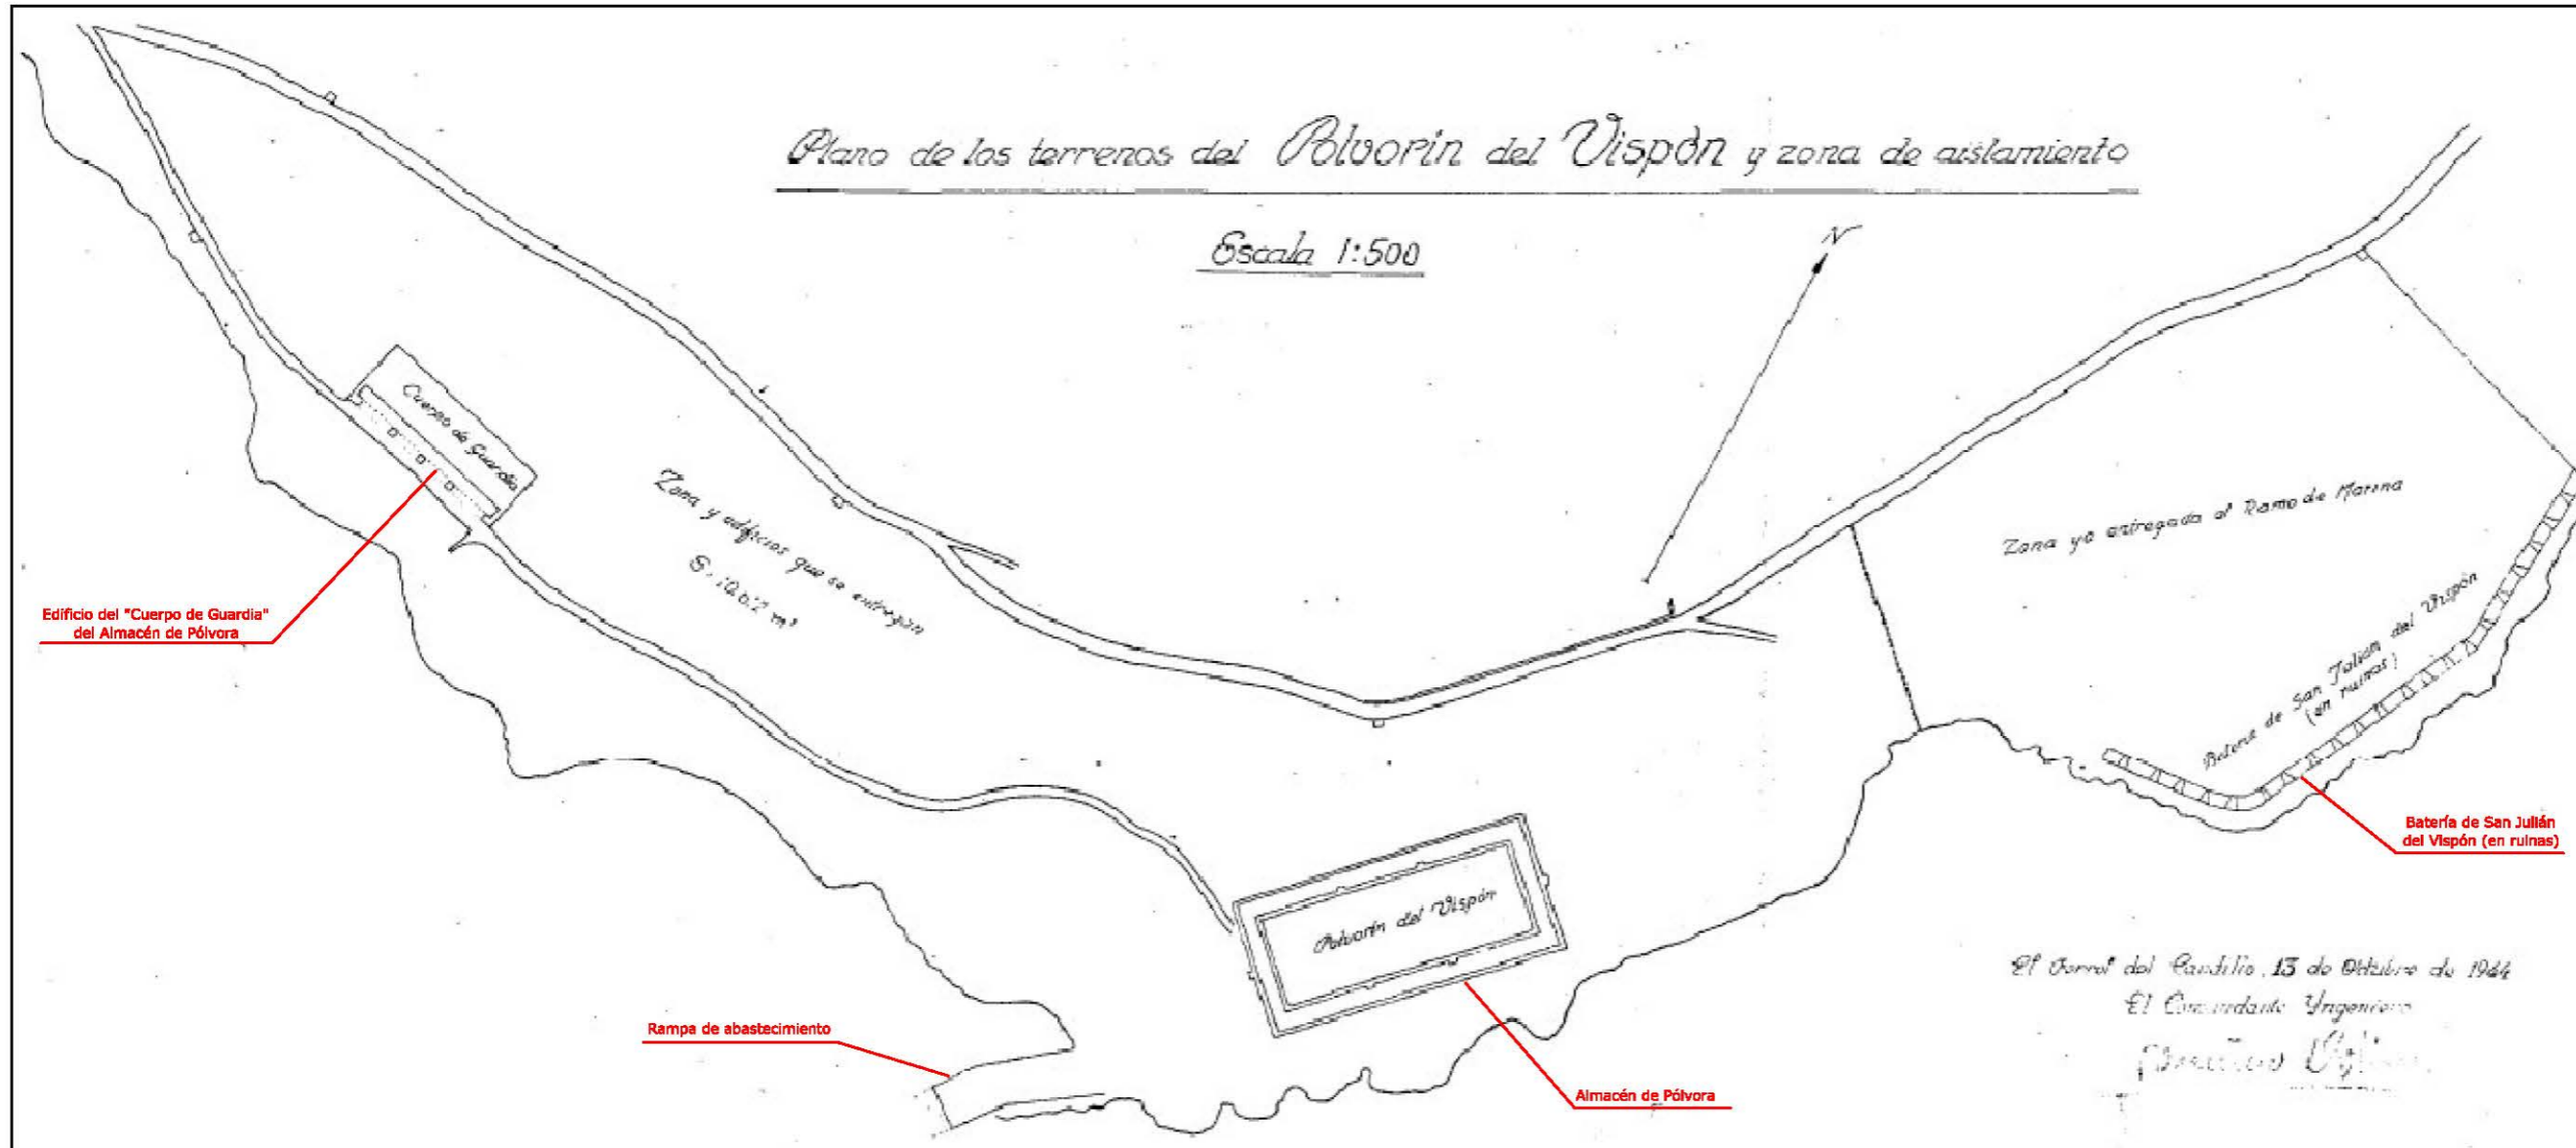 Plano de los terrenos del Polvorín del Vispón y zona de aislamiento
Escala 1:500
N
Cuerpo de Guardia
Zona y edificios que se entregan
Zona ya entregada al Ramo de Marina
Edificio del "Cuerpo de Guardia"
del Almacén de Pólvora
Batería de San Julián del Vispón
(en ruinas)
Batería de San Julián
del Vispón (en ruinas)
Polvorín del Vispón
El Ferrol del Caudillo, 13 de Octubre de 1944
El Comandante Yngeniero
Rampa de abastecimiento
Almacén de Pólvora